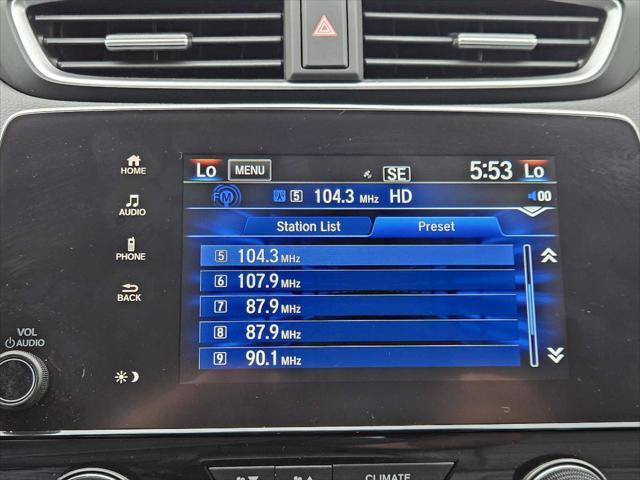 HOME
AUDIO
PHONE
BACK
VOL
AUDIO
Lo MENU SE 5:53 Lo
FM 5 104.3 MHz HD 00
Station List Preset
5 104.3 MHz
6 107.9 MHz
7 87.9 MHz
8 87.9 MHz
9 90.1 MHz
CLIMATE